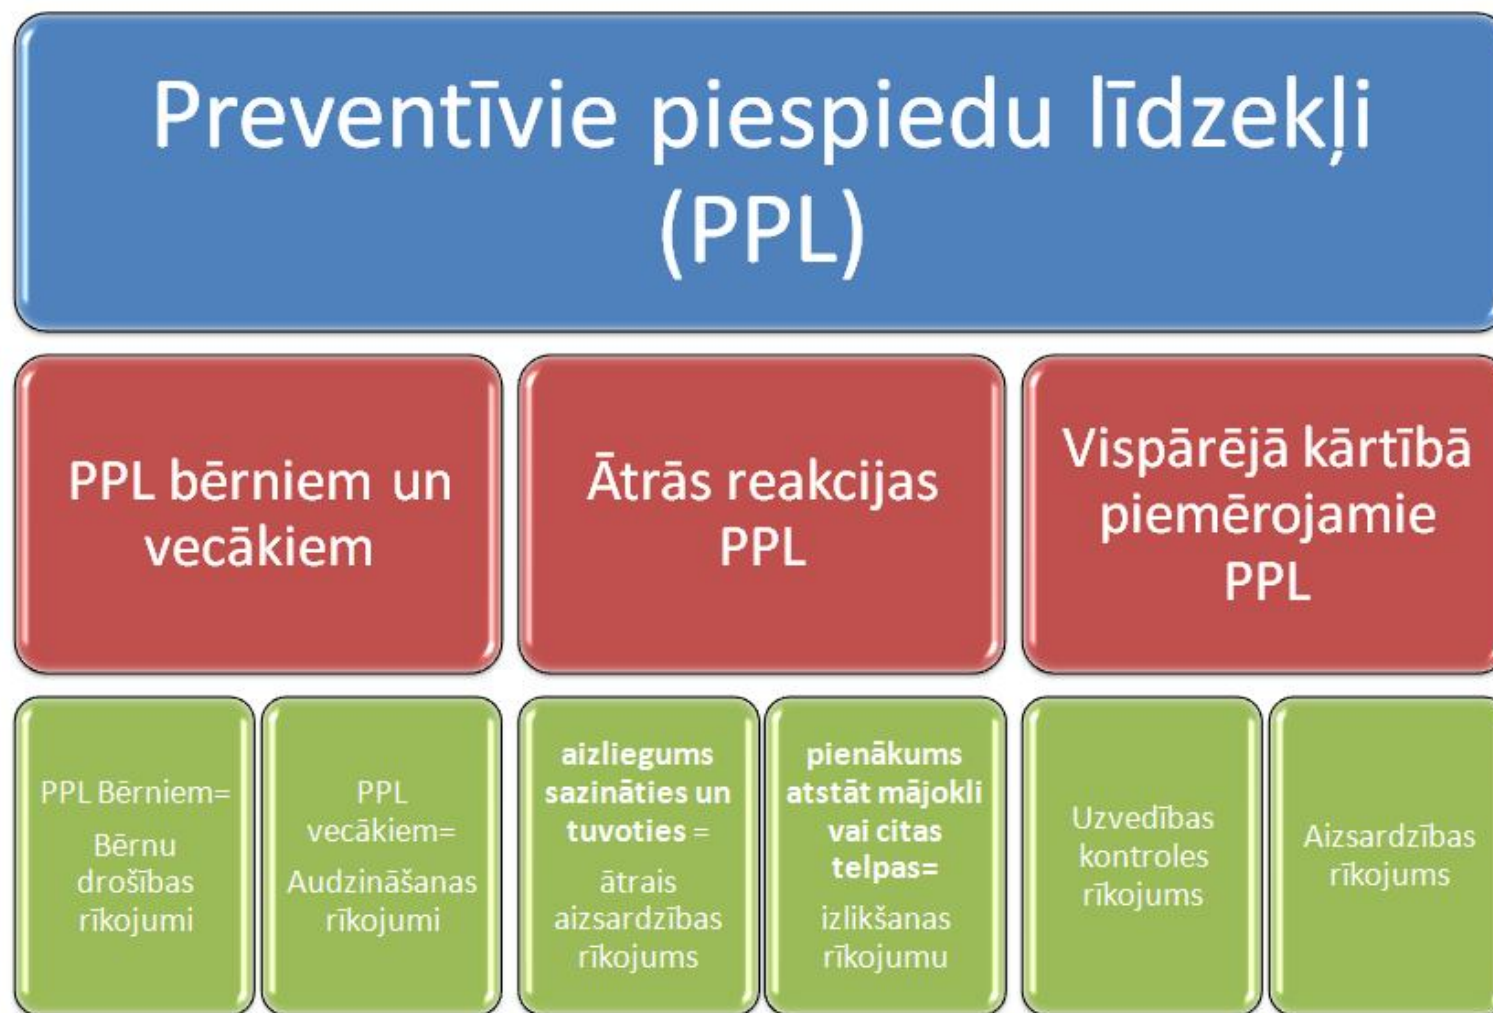 Preventīvie piespiedu līdzekļi
(PPL)
PPL bērniem un
vecākiem
Ātrās reakcijas
PPL
Vispārējā kārtībā
piemērojamie
PPL
PPL Bērniem=
Bērnu
drošības
rīkojumi
PPL
vecākiem=
Audzināšanas
rīkojumi
aizliegums
sazināties un
tuvoties =
ātrais
aizsardzības
rīkojums
pienākums
atstāt mājokli
vai citas
telpas=
izlikšanas
rīkojumu
Uzvedības
kontroles
rīkojums
Aizsardzības
rīkojums